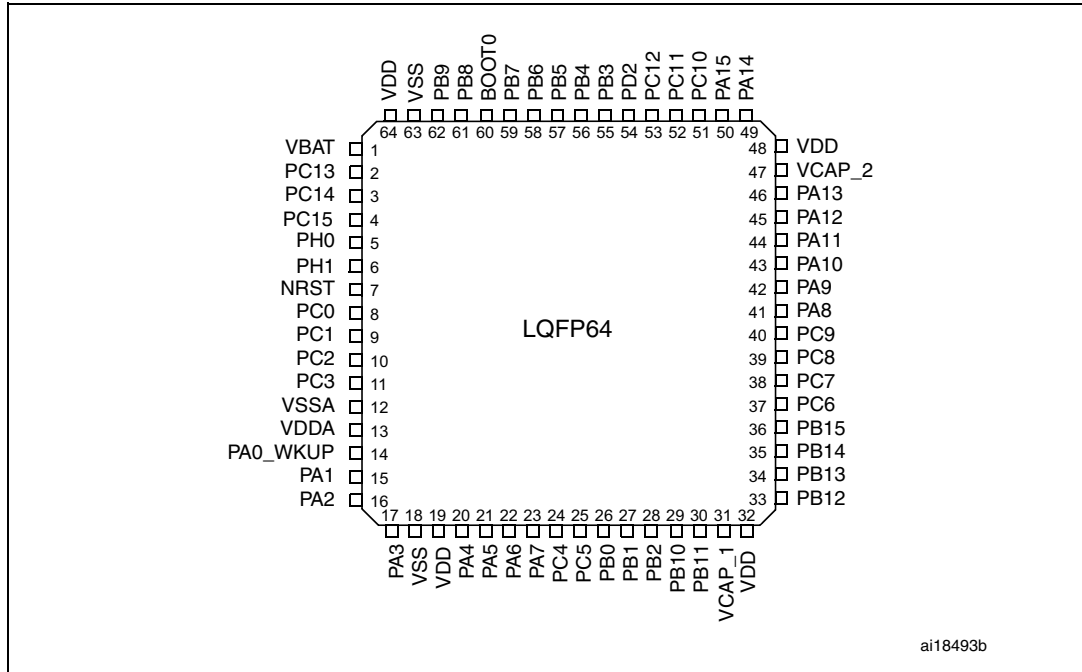 VDD VSS PB9 PB8 BOOT0 PB7 PB6 PB5 PB4 PB3 PD2 PC12 PC11 PC10 PA15 PA14
64 63 62 61 60 59 58 57 56 55 54 53 52 51 50 49
VBAT 1 48 VDD
PC13 2 47 VCAP_2
PC14 3 46 PA13
PC15 4 45 PA12
PH0 5 44 PA11
PH1 6 43 PA10
NRST 7 42 PA9
PC0 8 41 PA8
PC1 9 40 PC9
LQFP64
PC2 10 39 PC8
PC3 11 38 PC7
VSSA 12 37 PC6
VDDA 13 36 PB15
PA0_WKUP 14 35 PB14
PA1 15 34 PB13
PA2 16 33 PB12
17 18 19 20 21 22 23 24 25 26 27 28 29 30 31 32
PA3 VSS VDD PA4 PA5 PA6 PA7 PC4 PC5 PB0 PB1 PB2 PB10 PB11 VCAP_1 VDD
ai18493b